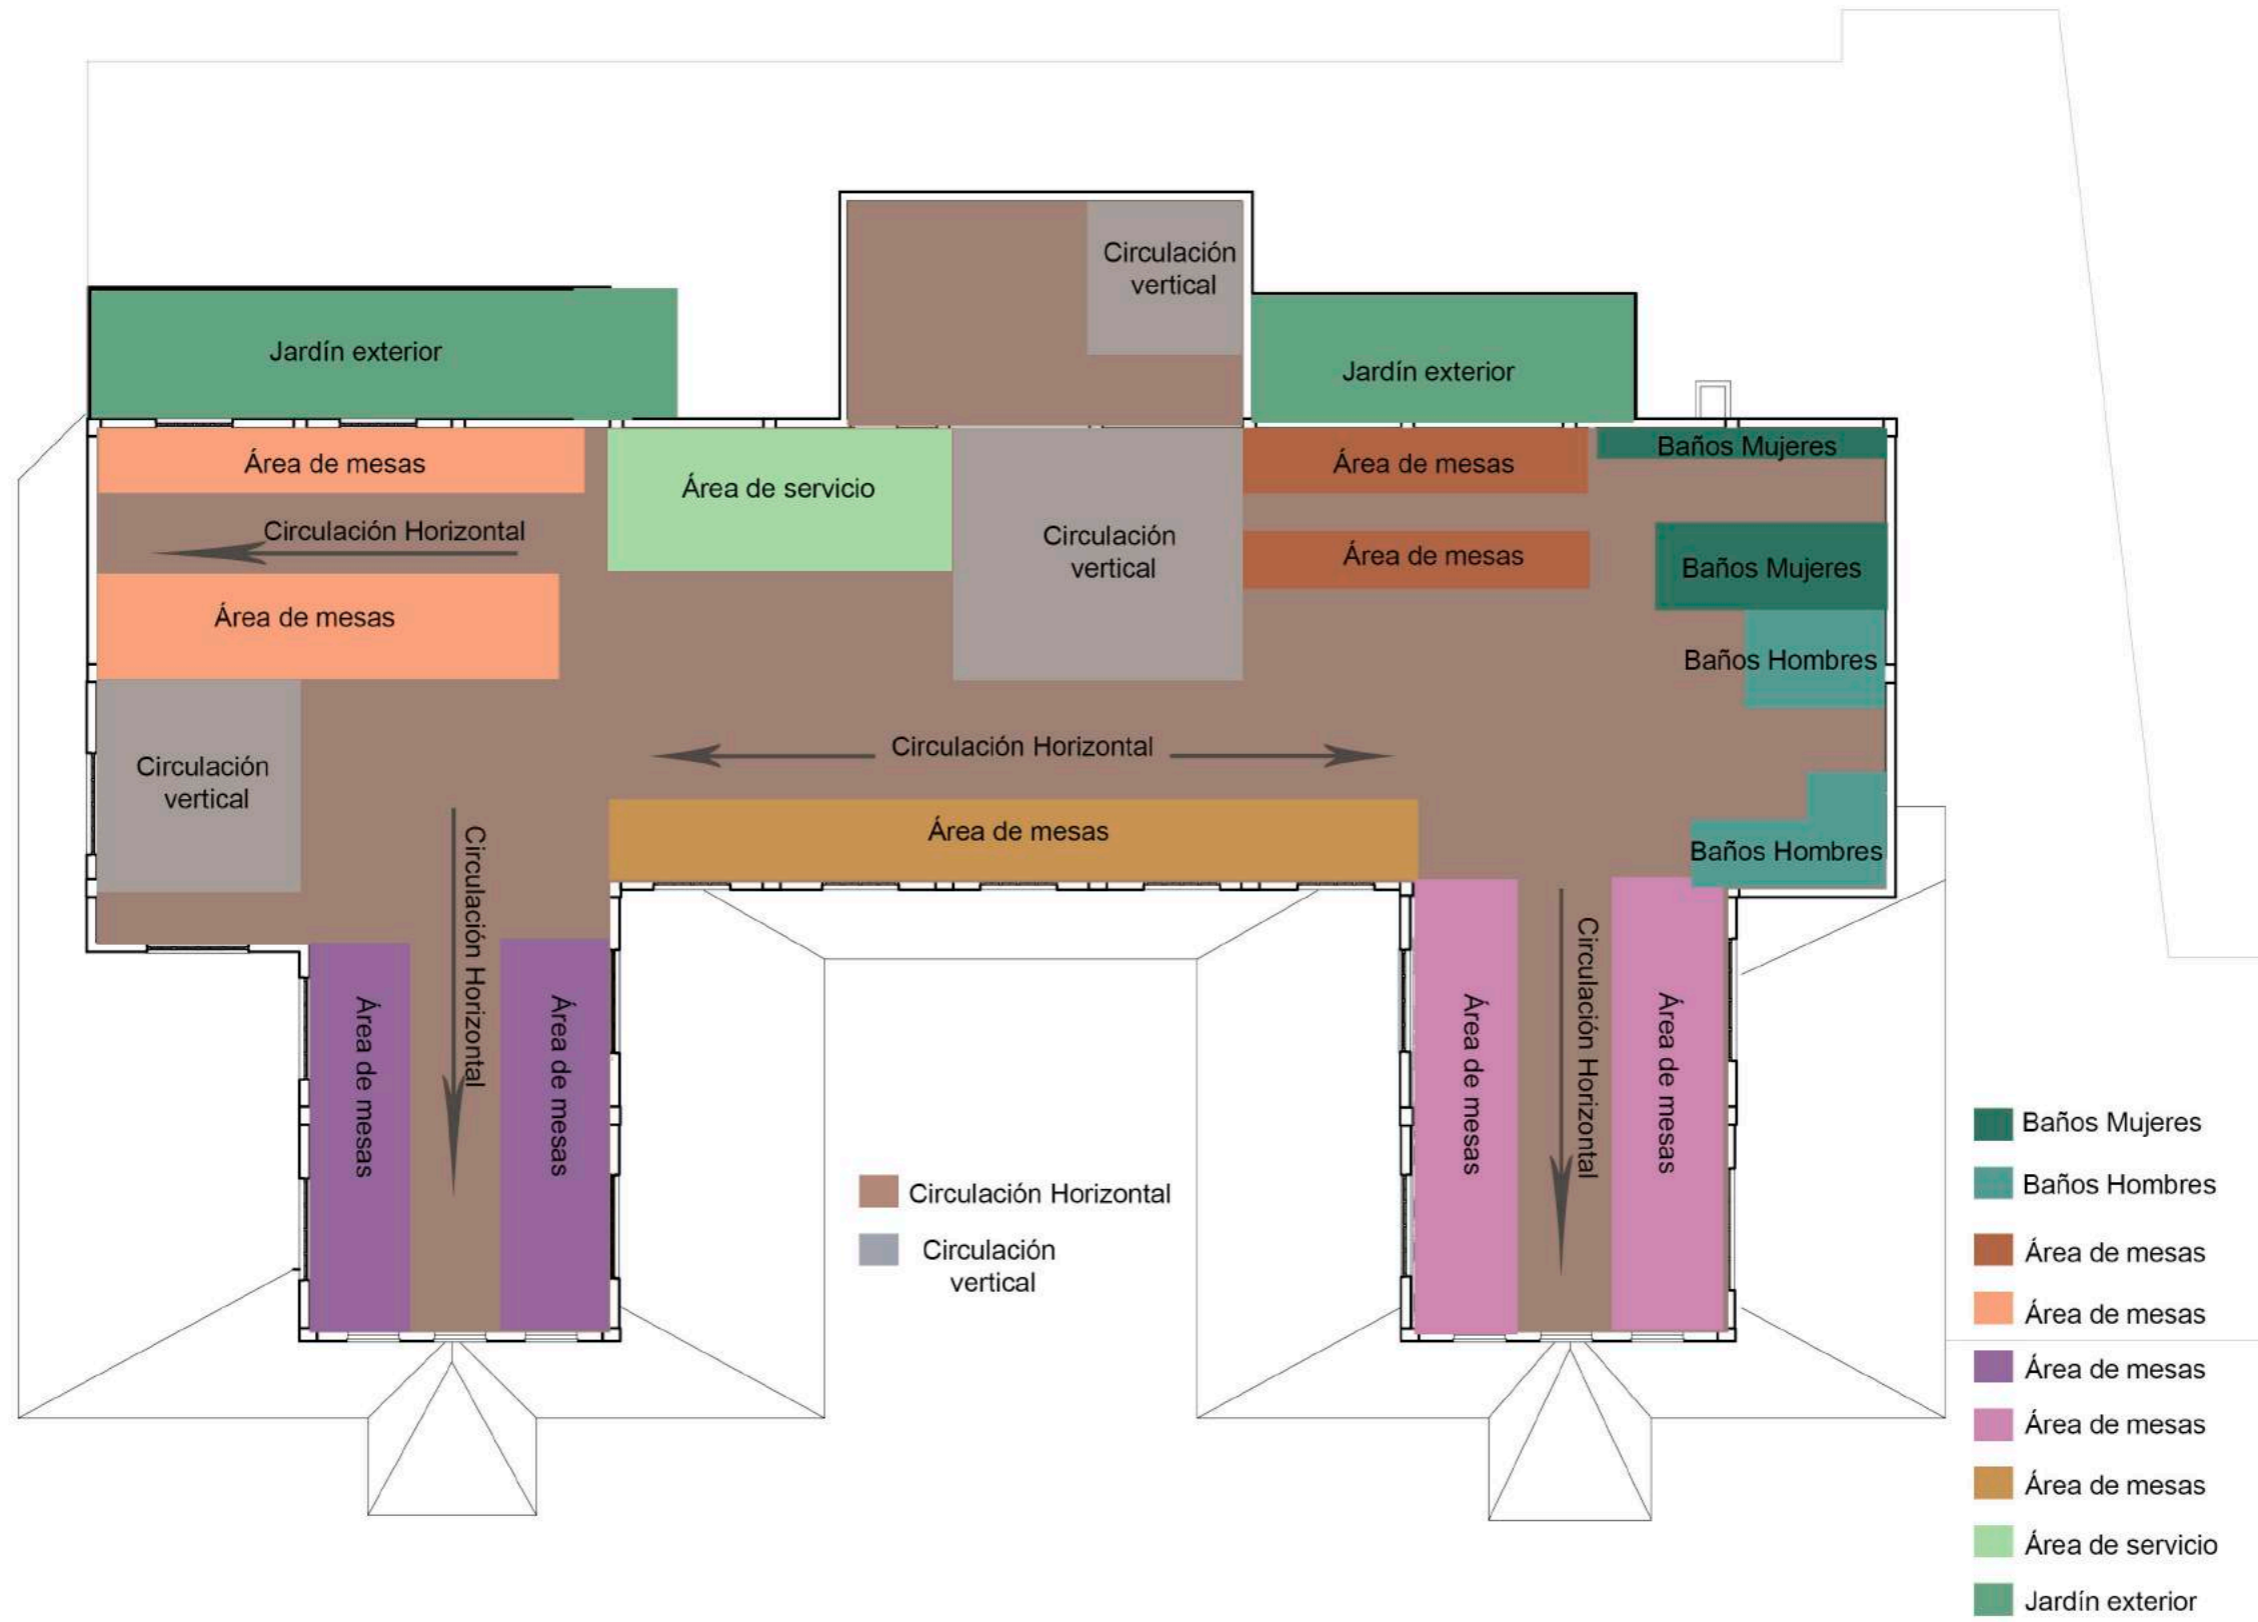 Circulación
vertical
Jardín exterior
Jardín exterior
Área de mesas
Área de servicio
Área de mesas
Baños Mujeres
Circulación Horizontal
Circulación
vertical
Área de mesas
Baños Mujeres
Área de mesas
Baños Hombres
Circulación
vertical
Circulación Horizontal
Área de mesas
Baños Hombres
Circulación Horizontal
Área de mesas
Área de mesas
Área de mesas
Circulación Horizontal
Área de mesas
Circulación Horizontal
Circulación
vertical
Baños Mujeres
Baños Hombres
Área de mesas
Área de mesas
Área de mesas
Área de mesas
Área de mesas
Área de servicio
Jardín exterior